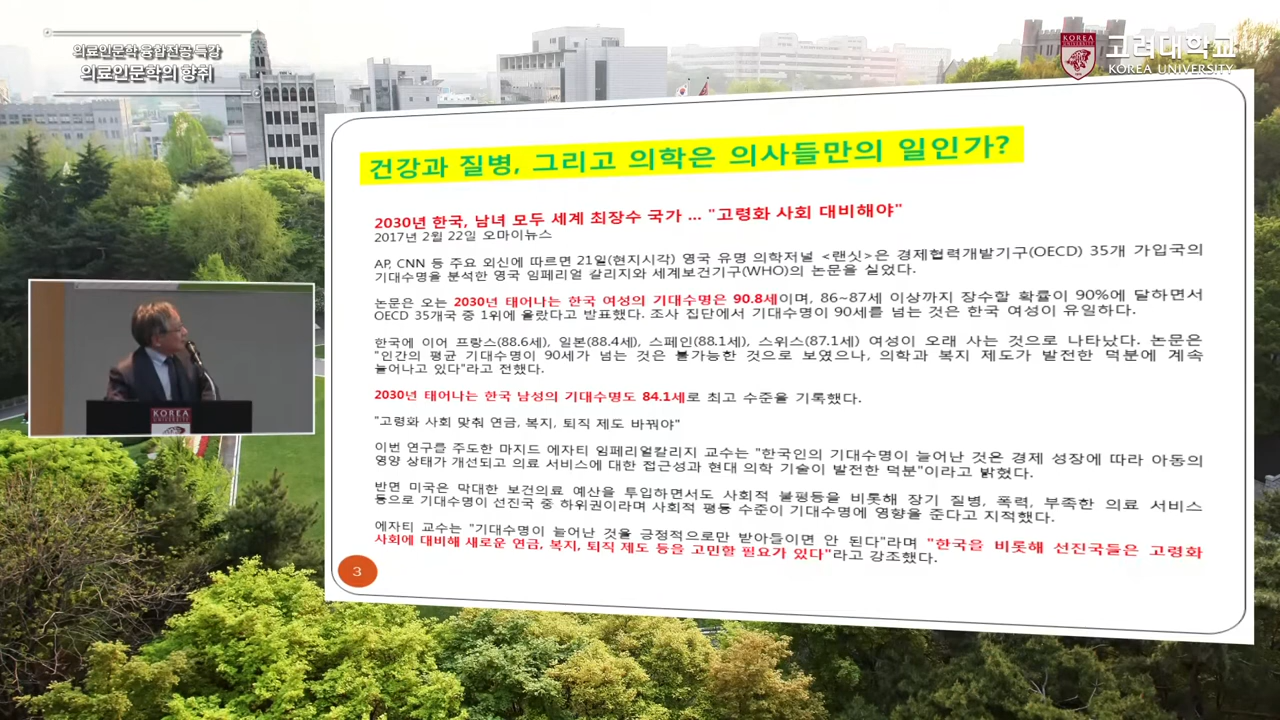 의료인문학 융합전공 특강
의료인문학의 향취
KOREA UNIVERSITY
고려대학교
KOREA UNIVERSITY
건강과 질병, 그리고 의학은 의사들만의 일인가?
2030년 한국, 남녀 모두 세계 최장수 국가 ... "고령화 사회 대비해야"
2017년 2월 22일 오마이뉴스
AP, CNN 등 주요 외신에 따르면 21일(현지시각) 영국 유명 의학저널 <랜싯>은 경제협력개발기구(OECD) 35개 가입국의
기대수명을 분석한 영국 임페리얼 칼리지와 세계보건기구(WHO)의 논문을 실었다.
논문은 오는 2030년 태어나는 한국 여성의 기대수명은 90.8세이며, 86~87세 이상까지 장수할 확률이 90%에 달하면서
OECD 35개국 중 1위에 올랐다고 발표했다. 조사 집단에서 기대수명이 90세를 넘는 것은 한국 여성이 유일하다.
한국에 이어 프랑스(88.6세), 일본(88.4세), 스페인(88.1세), 스위스(87.1세) 여성이 오래 사는 것으로 나타났다. 논문은
"인간의 평균 기대수명이 90세가 넘는 것은 불가능한 것으로 보였으나, 의학과 복지 제도가 발전한 덕분에 계속
늘어나고 있다"라고 전했다.
2030년 태어나는 한국 남성의 기대수명도 84.1세로 최고 수준을 기록했다.
"고령화 사회 맞춰 연금, 복지, 퇴직 제도 바꿔야"
이번 연구를 주도한 마지드 에자티 임페리얼칼리지 교수는 "한국인의 기대수명이 늘어난 것은 경제 성장에 따라 아동의
영양 상태가 개선되고 의료 서비스에 대한 접근성과 현대 의학 기술이 발전한 덕분"이라고 밝혔다.
반면 미국은 막대한 보건의료 예산을 투입하면서도 사회적 불평등을 비롯해 장기 질병, 폭력, 부족한 의료 서비스
등으로 기대수명이 선진국 중 하위권이라며 사회적 평등 수준이 기대수명에 영향을 준다고 지적했다.
에자티 교수는 "기대수명이 늘어난 것을 긍정적으로만 받아들이면 안 된다"라며 "한국을 비롯해 선진국들은 고령화
사회에 대비해 새로운 연금, 복지, 퇴직 제도 등을 고민할 필요가 있다"라고 강조했다.
3
KOREA
UNIVERSITY